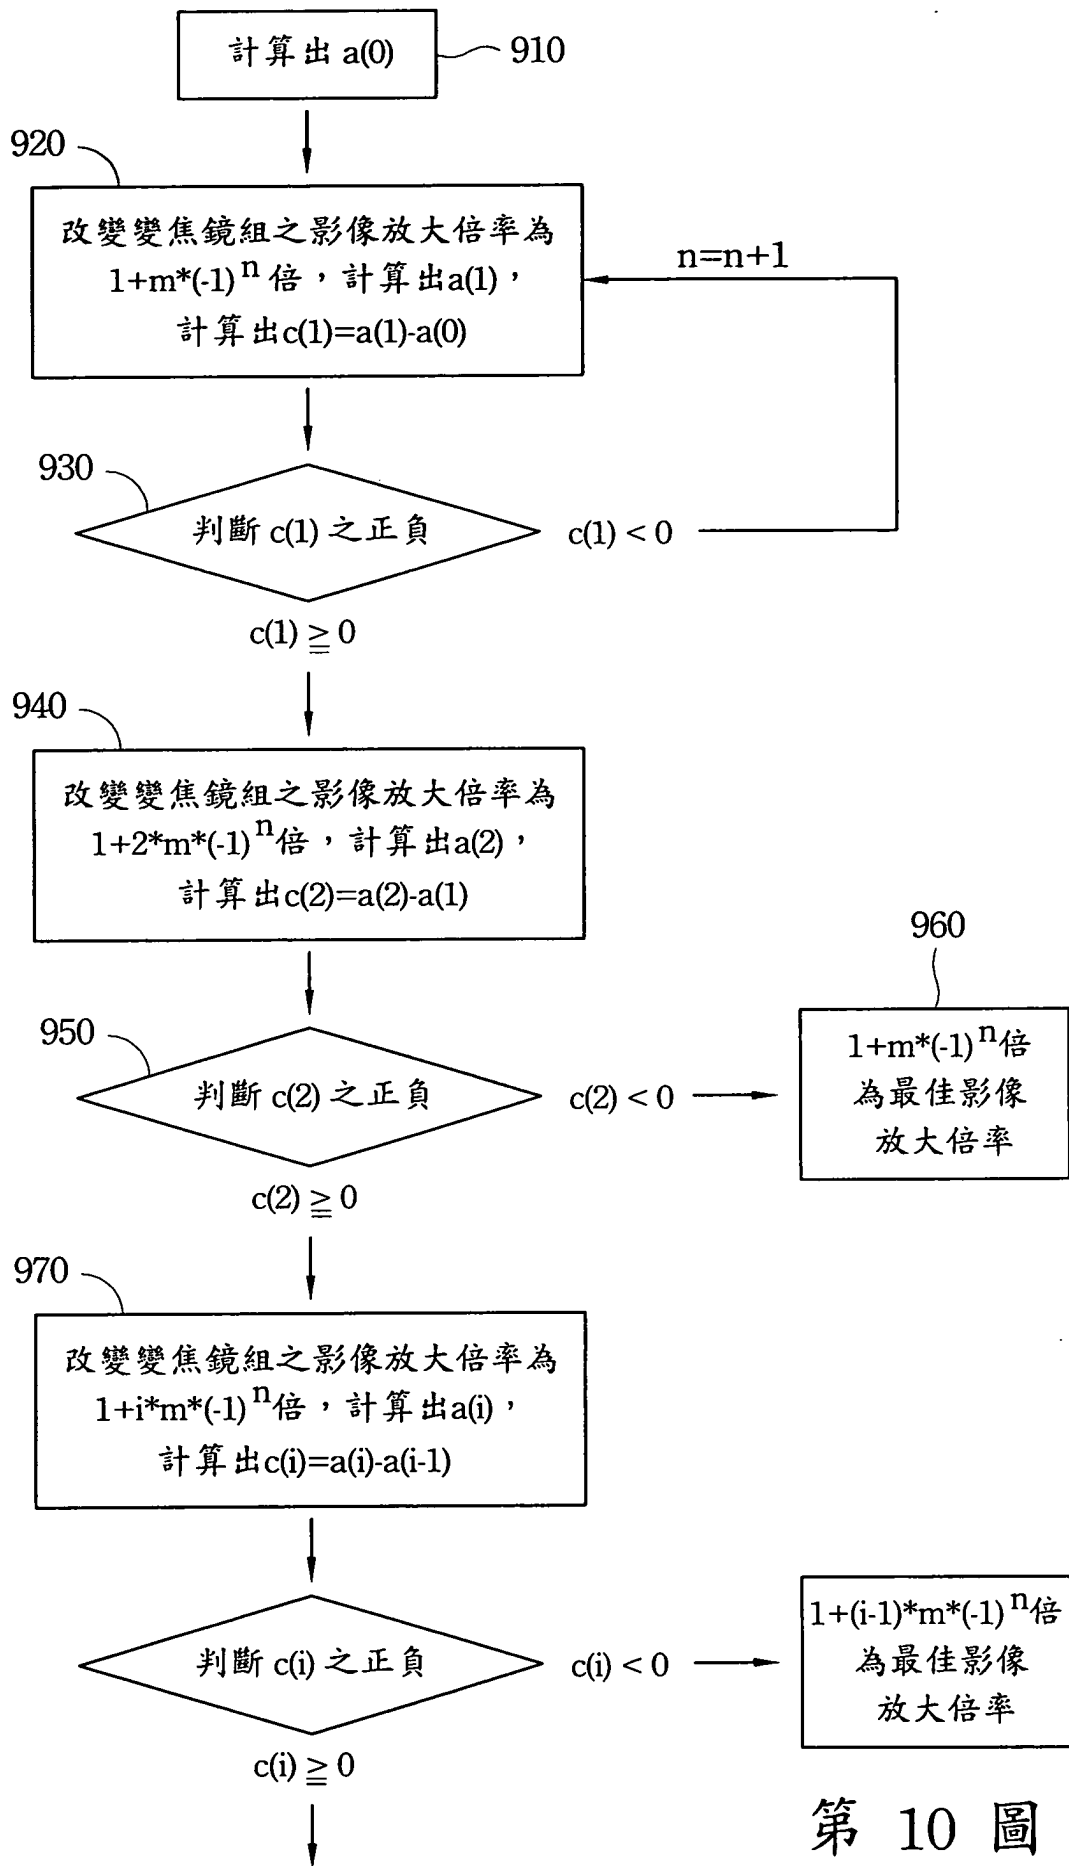 計算出 a(0)
910
920
改變變焦鏡組之影像放大倍率為
1+m*(-1)^n 倍，計算出a(1)，
計算出c(1)=a(1)-a(0)
n=n+1
930
判斷 c(1) 之正負
c(1) < 0
c(1) ≧ 0
940
改變變焦鏡組之影像放大倍率為
1+2*m*(-1)^n倍，計算出a(2)，
計算出c(2)=a(2)-a(1)
950
判斷 c(2) 之正負
c(2) < 0
960
1+m*(-1)^n倍
為最佳影像
放大倍率
c(2) ≧ 0
970
改變變焦鏡組之影像放大倍率為
1+i*m*(-1)^n倍，計算出a(i)，
計算出c(i)=a(i)-a(i-1)
判斷 c(i) 之正負
c(i) < 0
1+(i-1)*m*(-1)^n倍
為最佳影像
放大倍率
c(i) ≧ 0
第 10 圖